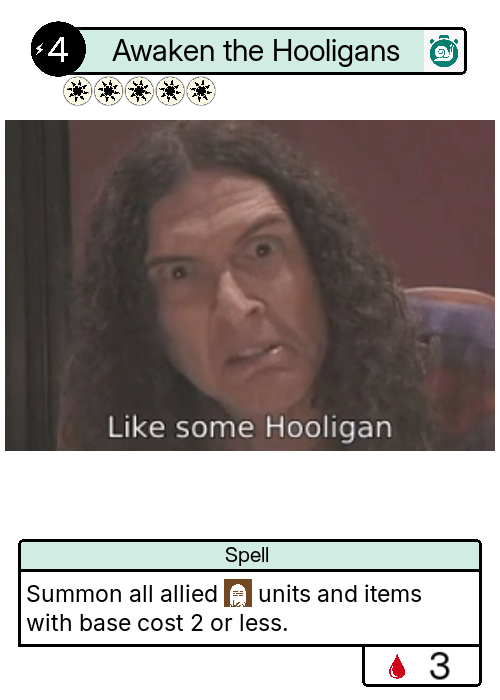 4
Awaken the Hooligans
Like some Hooligan
Spell
Summon all allied units and items
with base cost 2 or less.
3